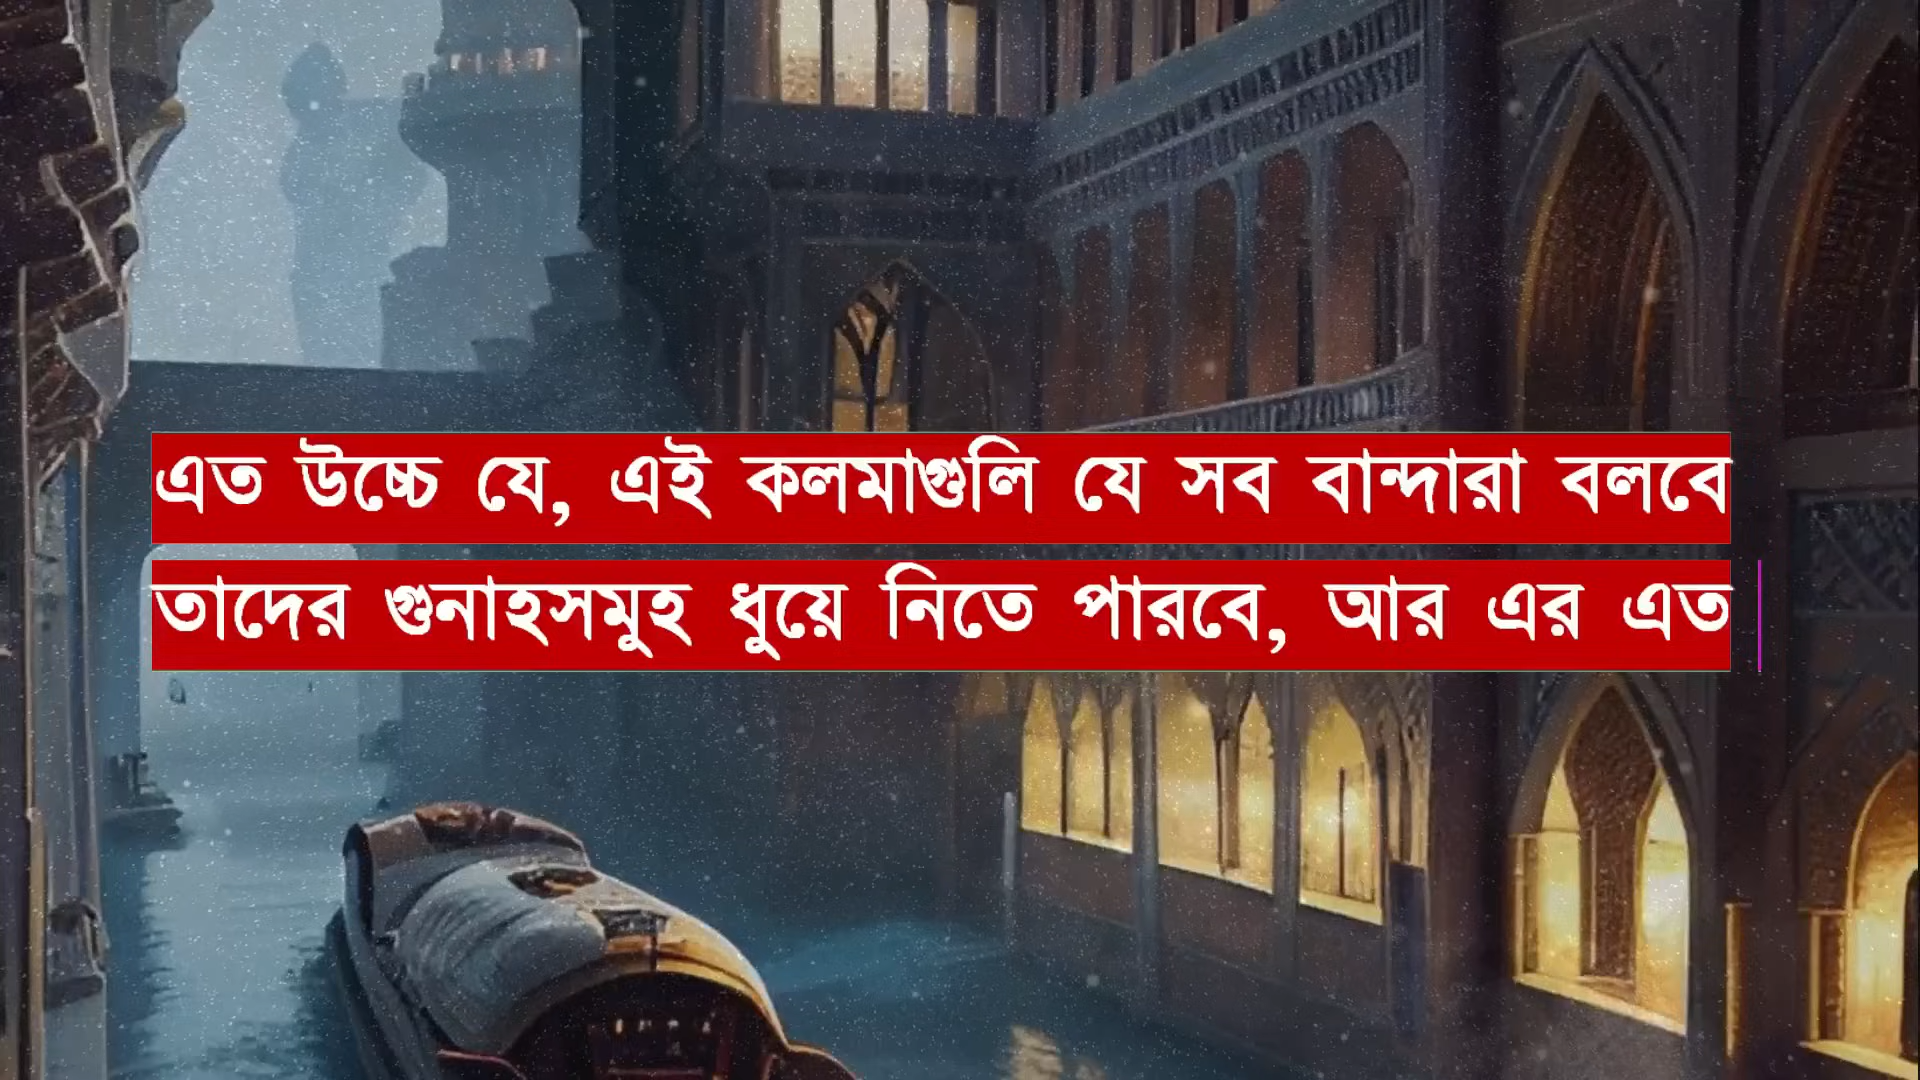 এত উচ্চে যে, এই কলমাগুলি যে সব বান্দারা বলবে
তাদের গুনাহসমুহ ধুয়ে নিতে পারবে, আর এর এত